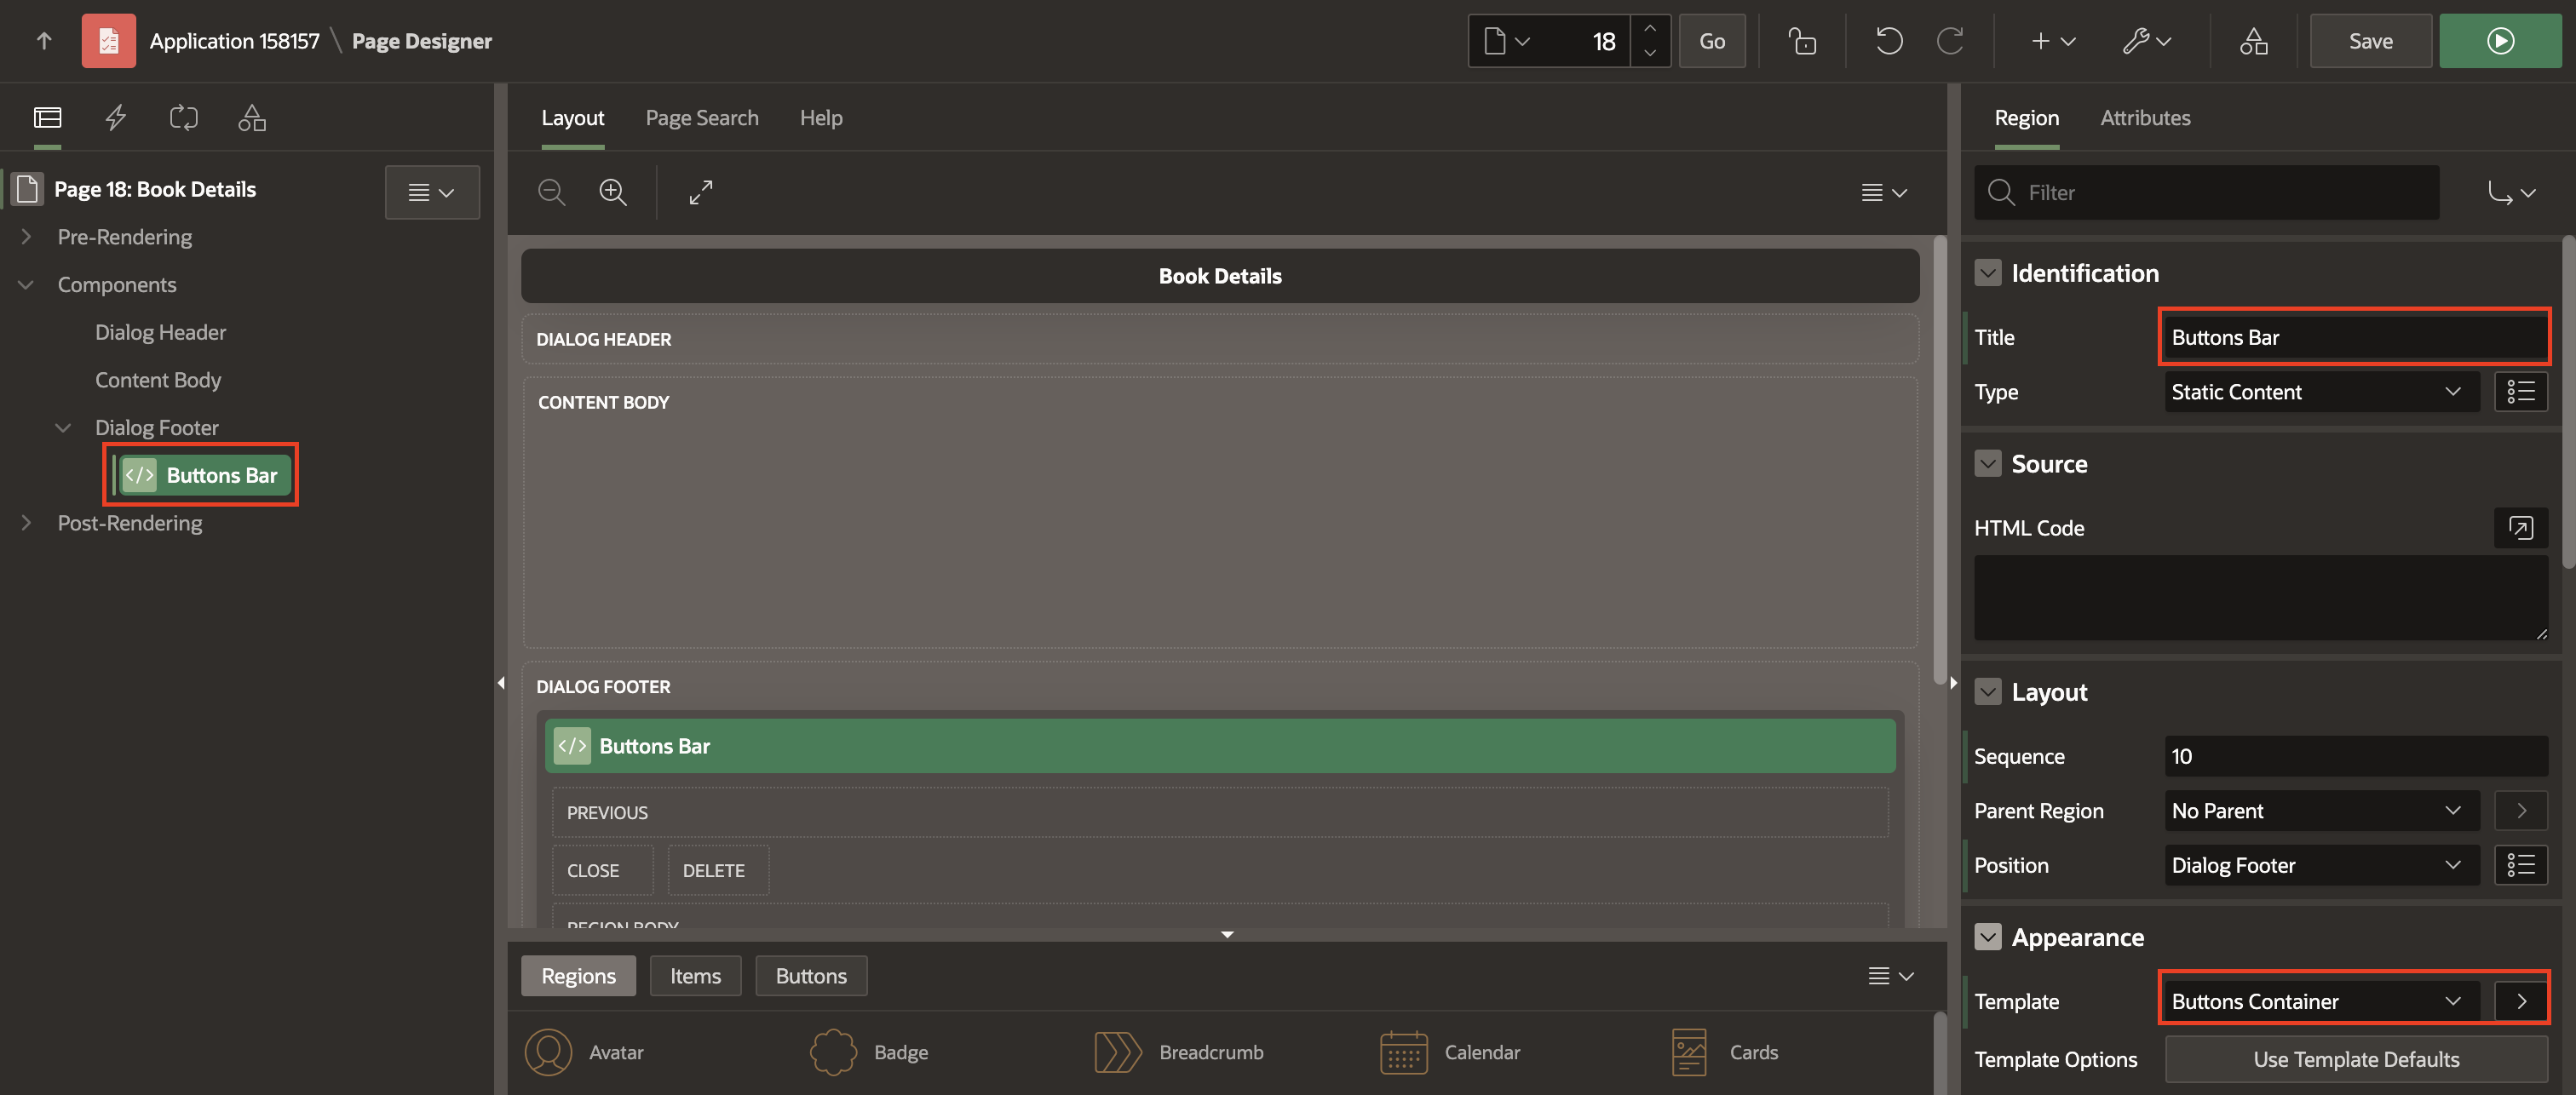 Application 158157 \ Page Designer
18
Go
Save
Page 18: Book Details
Pre-Rendering
Components
Dialog Header
Content Body
Dialog Footer
</> Buttons Bar
Post-Rendering
Layout
Page Search
Help
Book Details
DIALOG HEADER
CONTENT BODY
DIALOG FOOTER
</> Buttons Bar
PREVIOUS
CLOSE
DELETE
REGION BODY
Regions
Items
Buttons
Avatar
Badge
Breadcrumb
Calendar
Cards
Region
Attributes
Filter
Identification
Title
Buttons Bar
Type
Static Content
Source
HTML Code
Layout
Sequence
10
Parent Region
No Parent
Position
Dialog Footer
Appearance
Template
Buttons Container
Template Options
Use Template Defaults